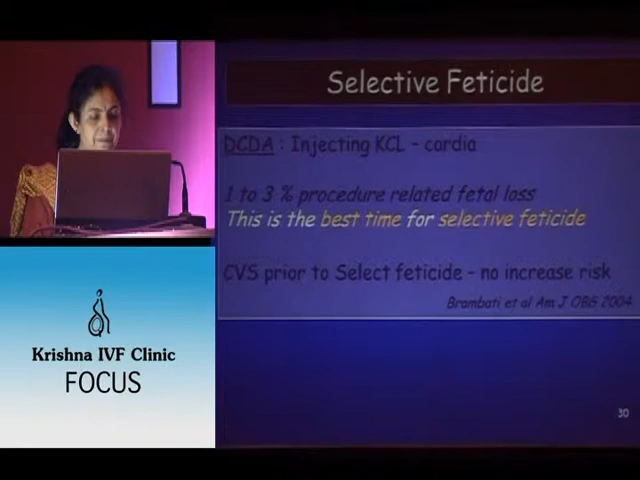 Selective Feticide
DCDA : Injecting KCL - cardia
1 to 3 % procedure related fetal loss
This is the best time for selective feticide
CVS prior to Select feticide - no increase risk
Brambati et al Am J OBG 2004
30
Krishna IVF Clinic
FOCUS